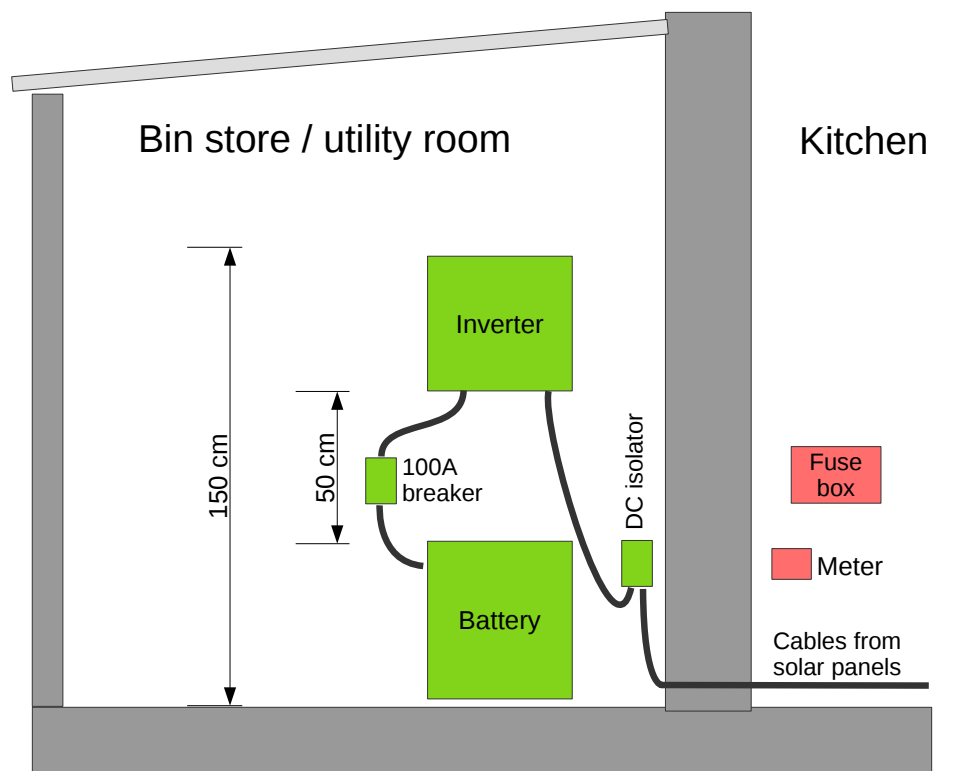 Bin store / utility room
Kitchen
Inverter
150 cm
50 cm
100A
breaker
DC isolator
Fuse
box
Meter
Battery
Cables from
solar panels